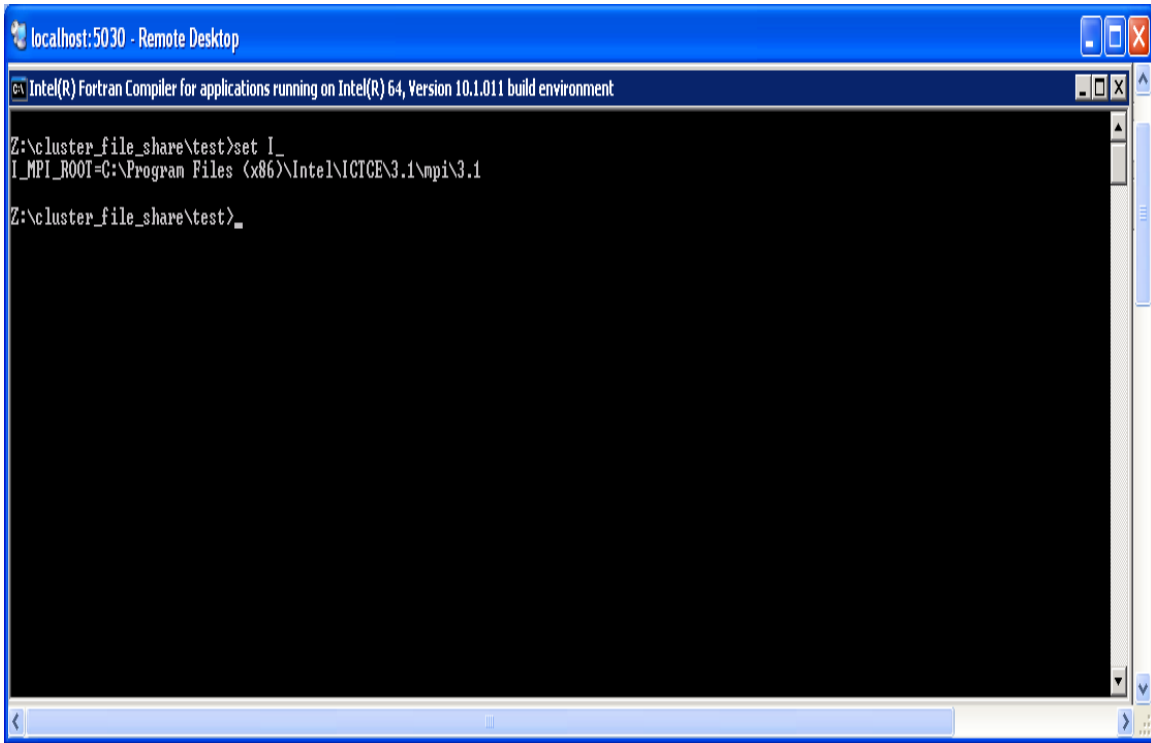 localhost:5030 - Remote Desktop
Intel(R) Fortran Compiler for applications running on Intel(R) 64, Version 10.1.011 build environment
Z:\cluster_file_share\test>set I_
I_MPI_ROOT=C:\Program Files (x86)\Intel\ICTCE\3.1\mpi\3.1
Z:\cluster_file_share\test>_